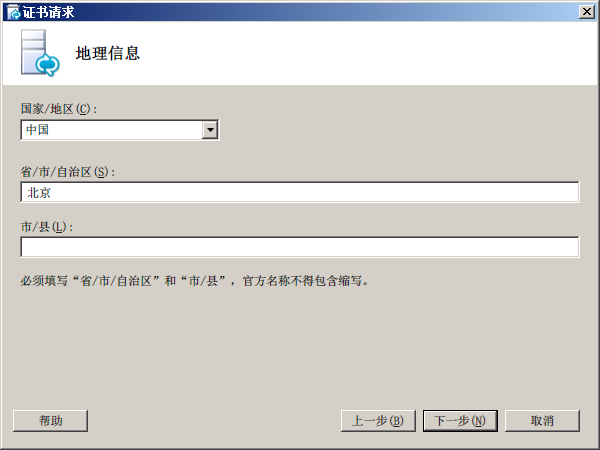 证书请求
地理信息
国家/地区(C):
中国
省/市/自治区(S):
北京
市/县(L):
必须填写“省/市/自治区”和“市/县”，官方名称不得包含缩写。
帮助
上一步(B)
下一步(N)
取消